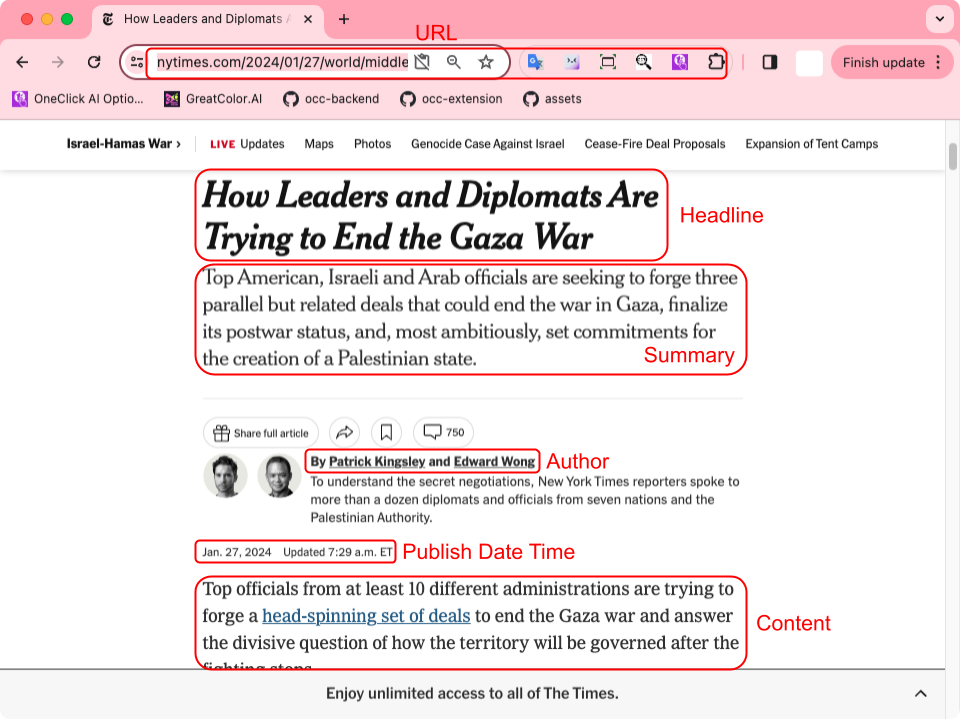 How Leaders and Diplomats A
URL
nytimes.com/2024/01/27/world/middle
Finish update
OneClick AI Optio...
GreatColor.AI
occ-backend
occ-extension
assets
Israel-Hamas War
LIVE Updates
Maps
Photos
Genocide Case Against Israel
Cease-Fire Deal Proposals
Expansion of Tent Camps
How Leaders and Diplomats Are
Trying to End the Gaza War
Headline
Top American, Israeli and Arab officials are seeking to forge three
parallel but related deals that could end the war in Gaza, finalize
its postwar status, and, most ambitiously, set commitments for
the creation of a Palestinian state.
Summary
Share full article
750
By Patrick Kingsley and Edward Wong
Author
To understand the secret negotiations, New York Times reporters spoke to
more than a dozen diplomats and officials from seven nations and the
Palestinian Authority.
Jan. 27, 2024 Updated 7:29 a.m. ET
Publish Date Time
Top officials from at least 10 different administrations are trying to
forge a head-spinning set of deals to end the Gaza war and answer
the divisive question of how the territory will be governed after the
fighting stops
Content
Enjoy unlimited access to all of The Times.